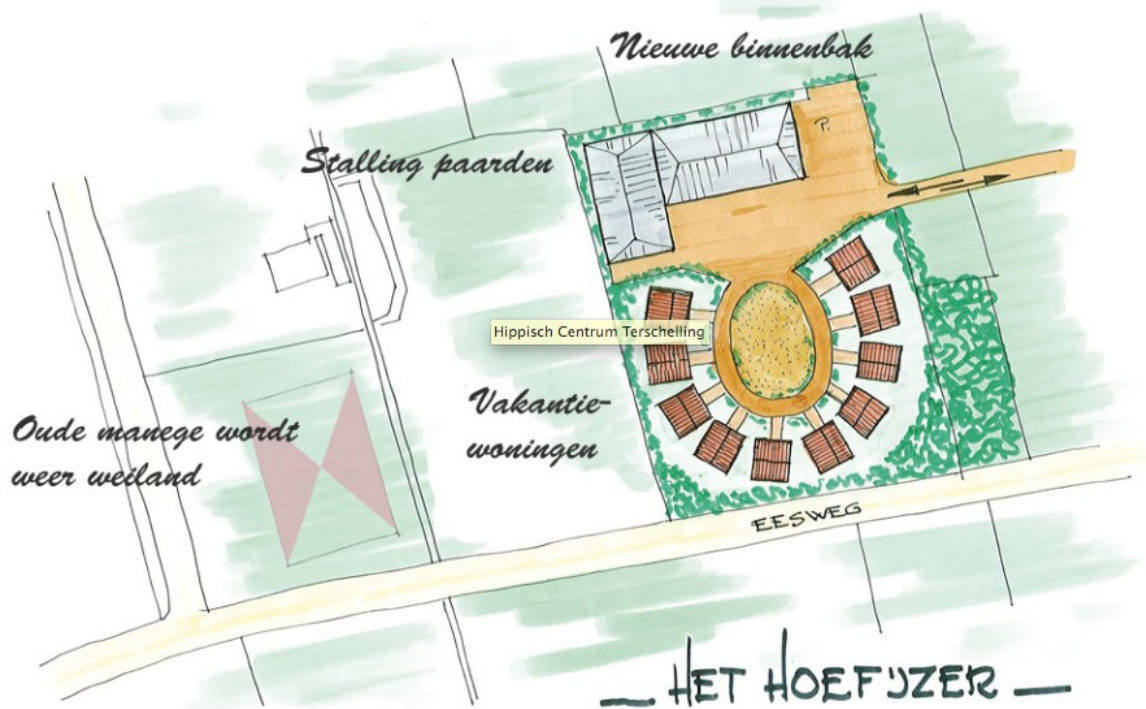 Nieuwe binnenbak
P.
Stalling paarden
Hippisch Centrum Terschelling
Vakantie-
woningen
Oude manege wordt
weer weiland
EESWEG
HET HOEFIJZER